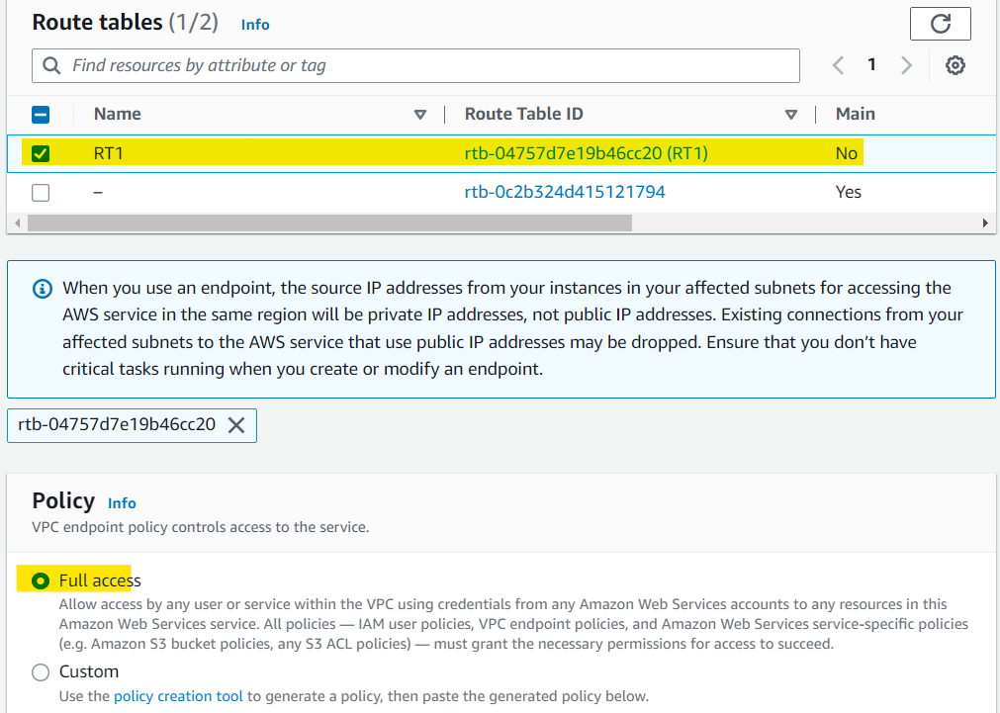 Route tables (1/2) Info
Find resources by attribute or tag
1
Name Route Table ID Main
RT1 rtb-04757d7e19b46cc20 (RT1) No
– rtb-0c2b324d415121794 Yes
When you use an endpoint, the source IP addresses from your instances in your affected subnets for accessing the
AWS service in the same region will be private IP addresses, not public IP addresses. Existing connections from your
affected subnets to the AWS service that use public IP addresses may be dropped. Ensure that you don’t have
critical tasks running when you create or modify an endpoint.
rtb-04757d7e19b46cc20
Policy Info
VPC endpoint policy controls access to the service.
Full access
Allow access by any user or service within the VPC using credentials from any Amazon Web Services accounts to any resources in this
Amazon Web Services service. All policies — IAM user policies, VPC endpoint policies, and Amazon Web Services service-specific policies
(e.g. Amazon S3 bucket policies, any S3 ACL policies) — must grant the necessary permissions for access to succeed.
Custom
Use the policy creation tool to generate a policy, then paste the generated policy below.